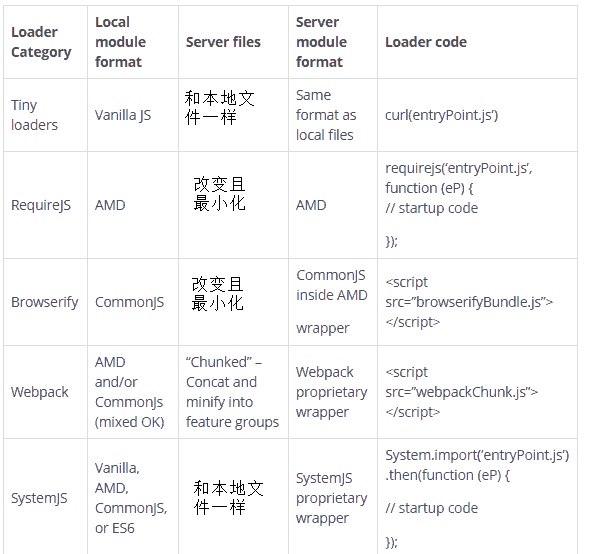 Loader
Category
Local
module
format
Server files
Server
module
format
Loader code
Tiny
loaders
Vanilla JS
和本地文
件一样
Same
format as
local files
curl(entryPoint.js’)
RequireJS
AMD
改变且
最小化
AMD
requirejs(‘entryPoint.js’,
function (eP) {
// startup code
});
Browserify
CommonJS
改变且
最小化
CommonJS
inside AMD
wrapper
<script
src=”browserifyBundle.js”>
</script>
Webpack
AMD
and/or
CommonJs
(mixed OK)
“Chunked” –
Concat and
minify into
feature groups
Webpack
proprietary
wrapper
<script
src=”webpackChunk.js”>
</script>
SystemJS
Vanilla,
AMD,
CommonJS,
or ES6
和本地文
件一样
SystemJS
proprietary
wrapper
System.import(‘entryPoint.js’)
.then(function (eP) {
// startup code
});